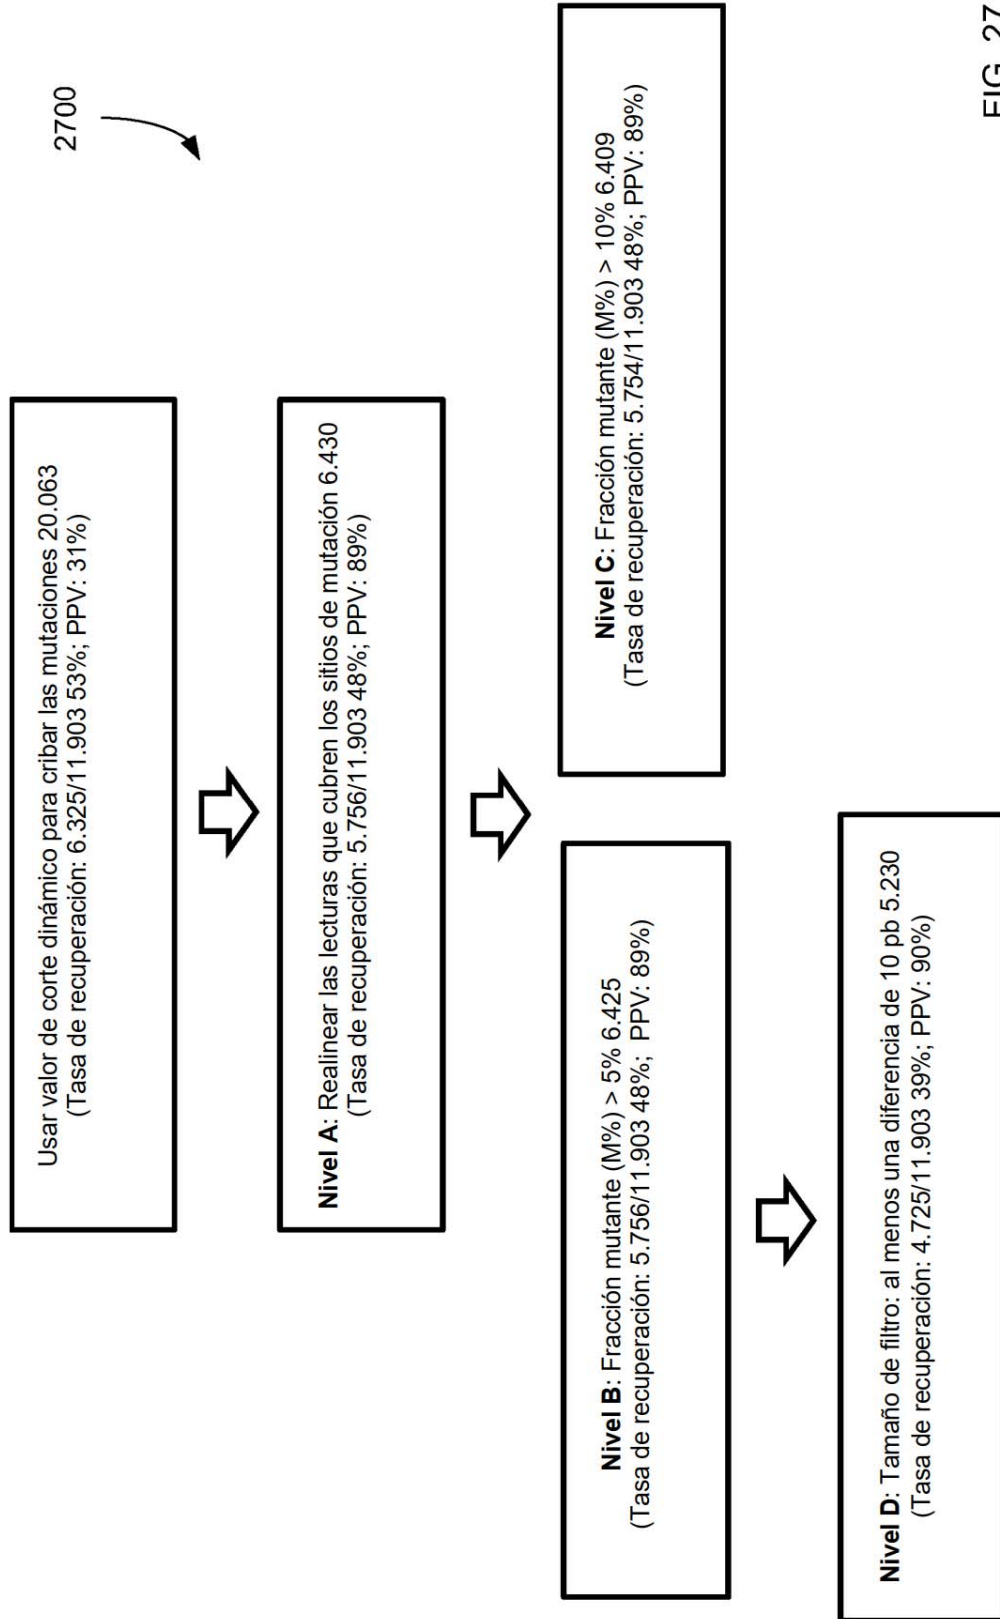 2700
Usar valor de corte dinámico para cribar las mutaciones 20.063
(Tasa de recuperación: 6.325/11.903 53%; PPV: 31%)
Nivel A: Realinear las lecturas que cubren los sitios de mutación 6.430
(Tasa de recuperación: 5.756/11.903 48%; PPV: 89%)
Nivel B: Fracción mutante (M%) > 5% 6.425
(Tasa de recuperación: 5.756/11.903 48%; PPV: 89%)
Nivel C: Fracción mutante (M%) > 10% 6.409
(Tasa de recuperación: 5.754/11.903 48%; PPV: 89%)
Nivel D: Tamaño de filtro: al menos una diferencia de 10 pb 5.230
(Tasa de recuperación: 4.725/11.903 39%; PPV: 90%)
FIG. 27